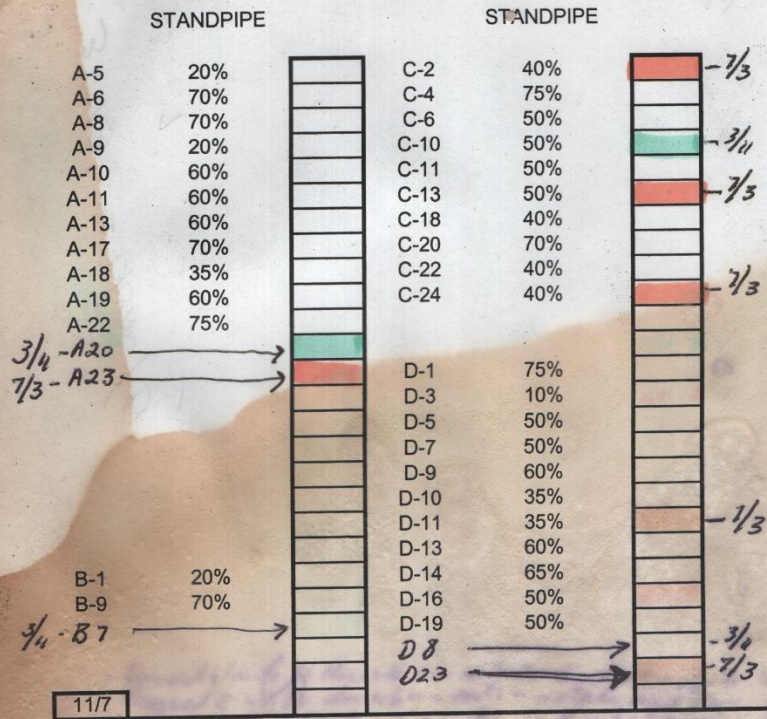 STANDPIPE
A-5 20%
A-6 70%
A-8 70%
A-9 20%
A-10 60%
A-11 60%
A-13 60%
A-17 70%
A-18 35%
A-19 60%
A-22 75%
3/4 - A20
7/3 - A23
B-1 20%
B-9 70%
3/4 - B7
11/7
STANDPIPE
C-2 40% - 7/3
C-4 75%
C-6 50%
C-10 50% - 3/4
C-11 50%
C-13 50% - 7/3
C-18 40%
C-20 70%
C-22 40%
C-24 40% - 7/3
D-1 75%
D-3 10%
D-5 50%
D-7 50%
D-9 60%
D-10 35%
D-11 35% - 7/3
D-13 60%
D-14 65%
D-16 50%
D-19 50%
D8 - 3/4
D23 - 7/3